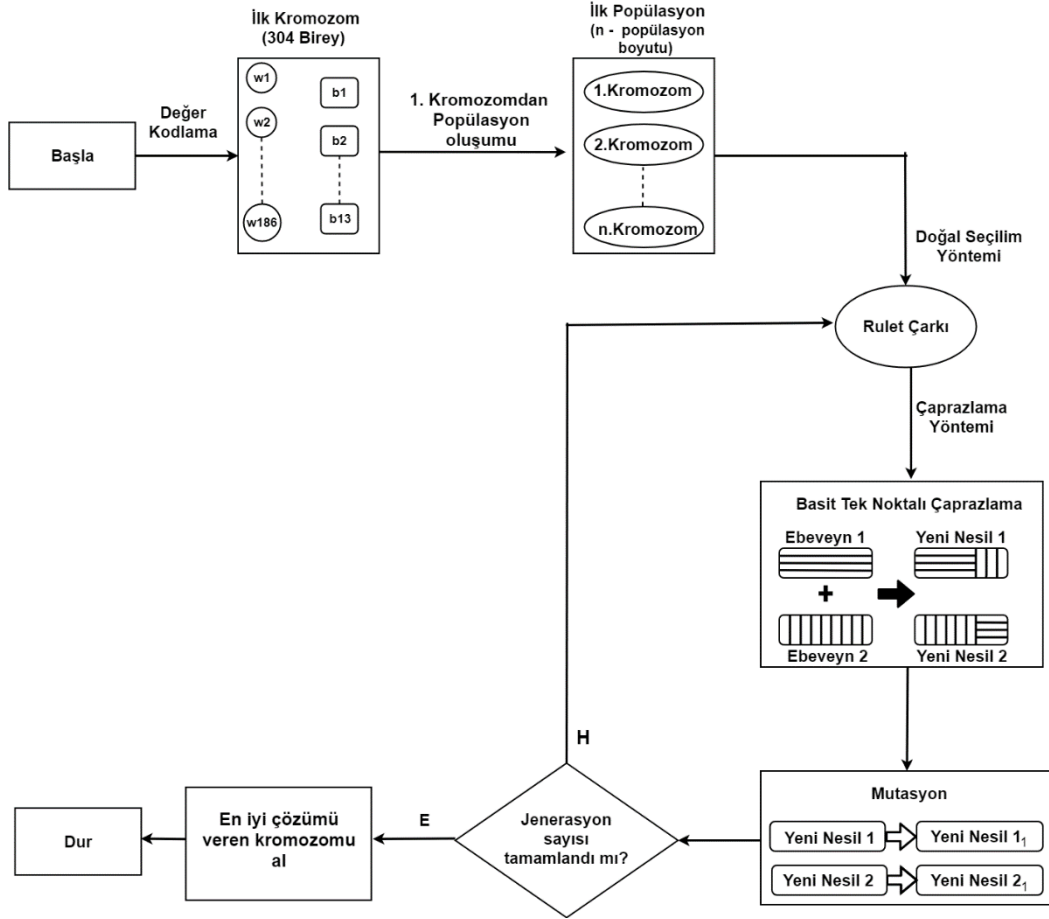 İlk Kromozom
(304 Birey)
w1
w2
w186
b1
b2
b13
İlk Popülasyon
(n - popülasyon
boyutu)
1.Kromozom
2.Kromozom
n.Kromozom
Başla
Değer
Kodlama
1. Kromozomdan
Popülasyon
oluşumu
Doğal Seçilim
Yöntemi
Rulet Çarkı
Çaprazlama
Yöntemi
Basit Tek Noktalı Çaprazlama
Ebeveyn 1
Yeni Nesil 1
+
Ebeveyn 2
Yeni Nesil 2
Mutasyon
Yeni Nesil 1
Yeni Nesil 1₁
Yeni Nesil 2
Yeni Nesil 2₁
H
Jenerasyon
sayısı
tamamlandı mı?
E
En iyi çözümü
veren kromozomu
al
Dur